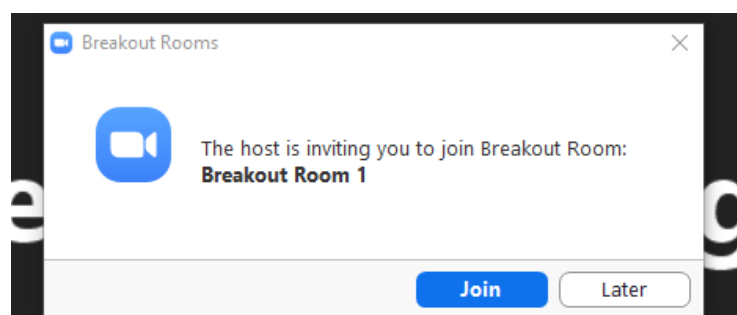 Breakout Rooms
The host is inviting you to join Breakout Room:
Breakout Room 1
Join
Later